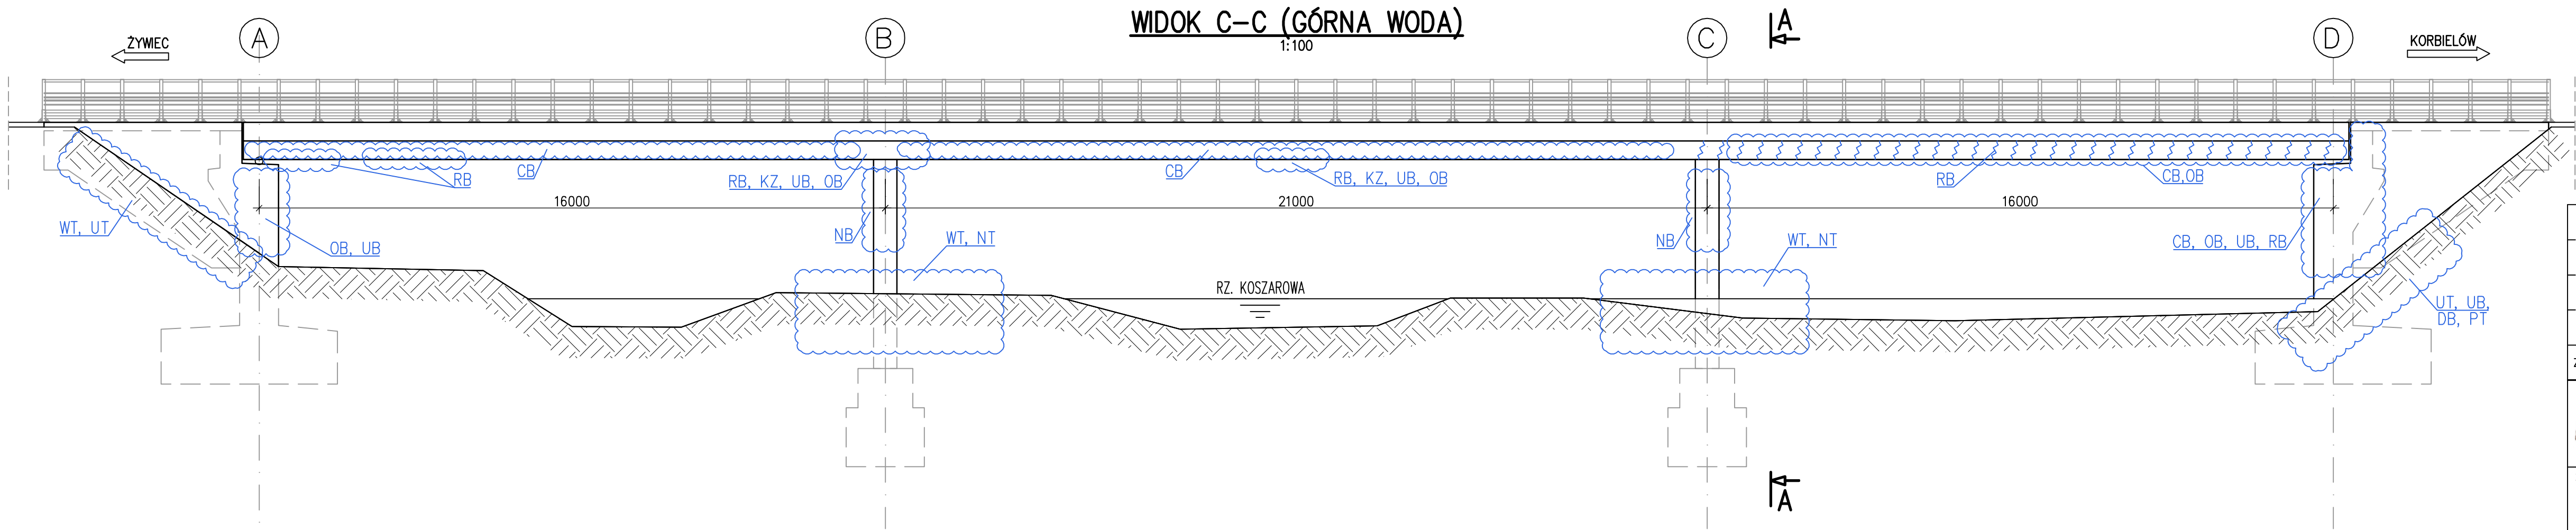 WIDOK C-C (GÓRNA WODA)
1:100
ŻYWIEC
A
B
C
A
D
KORBIELÓW
RB
CB
RB, KZ, UB, OB
CB
RB, KZ, UB, OB
RB
CB,OB
16000
21000
16000
WT, UT
OB, UB
NB
WT, NT
NB
WT, NT
CB, OB, UB, RB
RZ. KOSZAROWA
UT, UB,
DB, PT
A